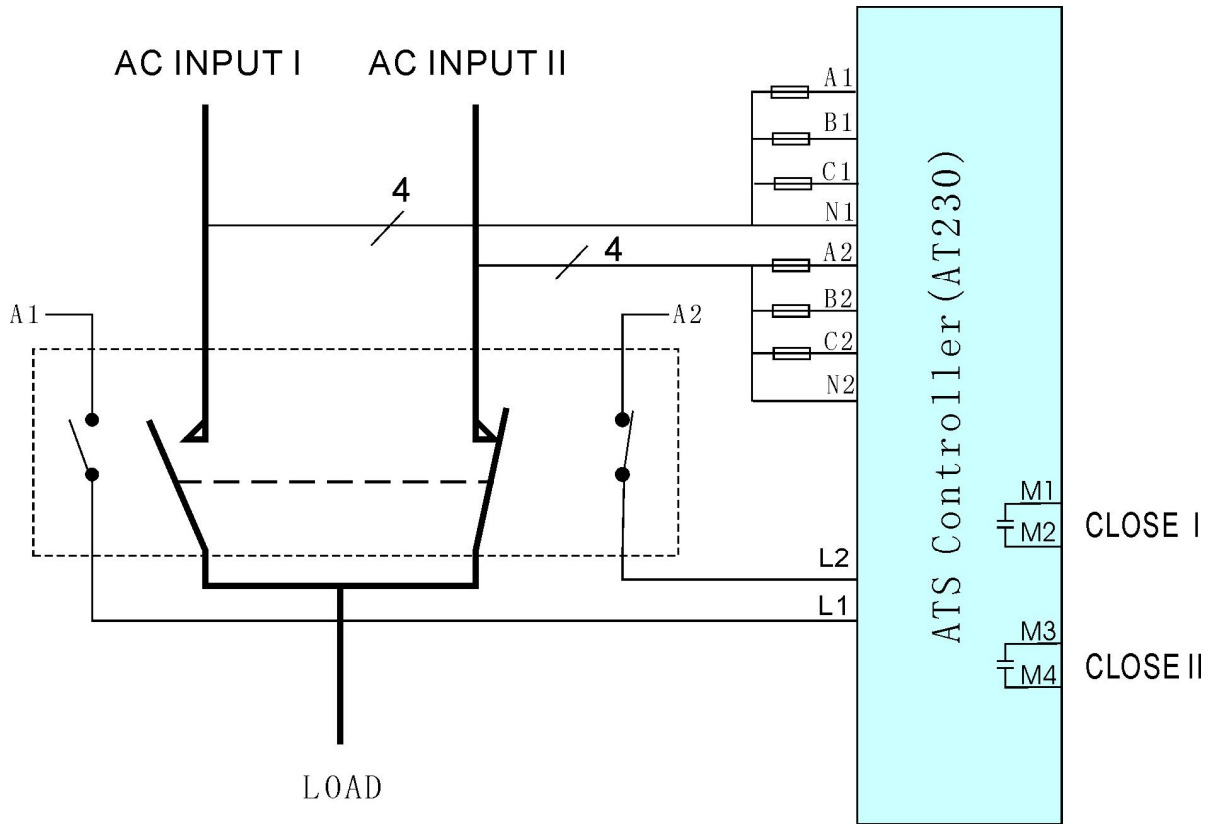 AC INPUT I
AC INPUT II
A1
B1
C1
N1
A2
B2
C2
N2
4
4
A1
A2
L2
L1
LOAD
ATS Controller(AT230)
M1
M2
CLOSE I
M3
M4
CLOSE II